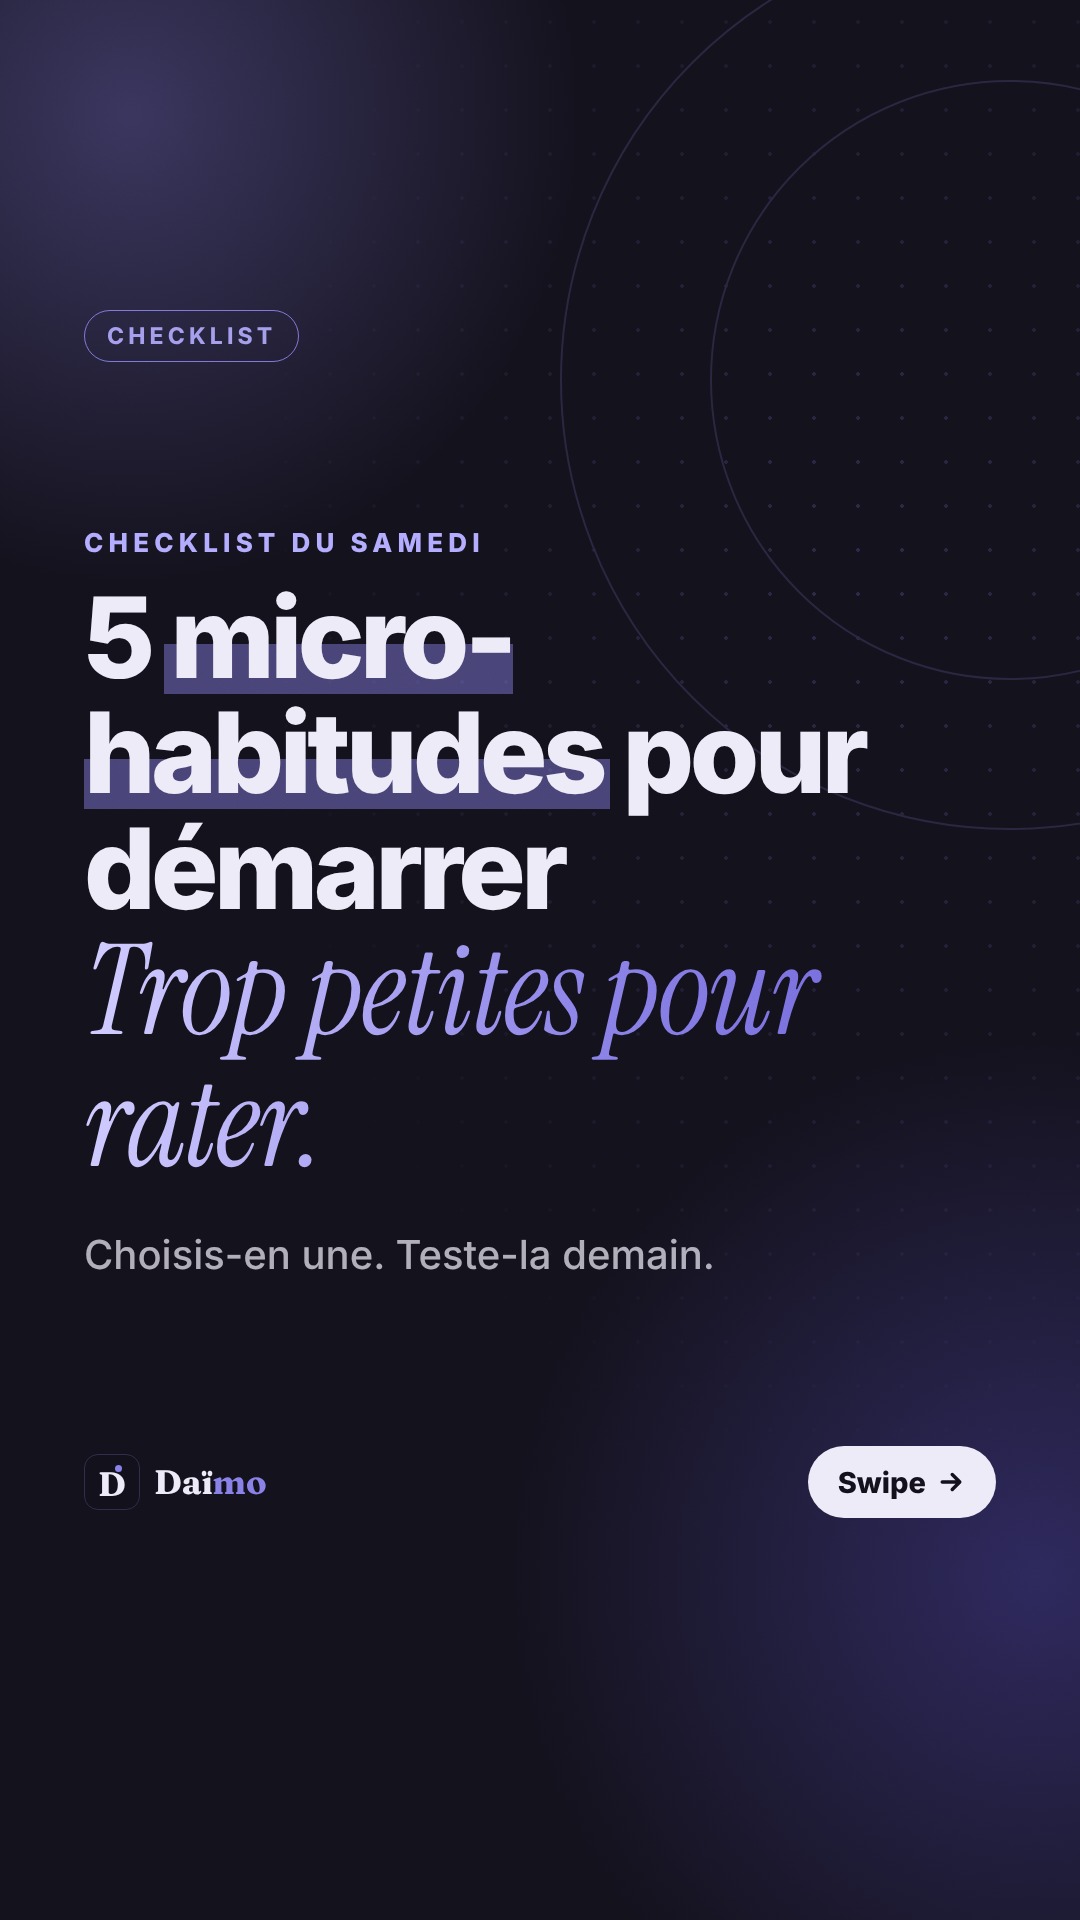 CHECKLIST
CHECKLIST DU SAMEDI
5 micro-
habitudes pour
démarrer
Trop petites pour
rater.
Choisis-en une. Teste-la demain.
D Daïmo
Swipe →